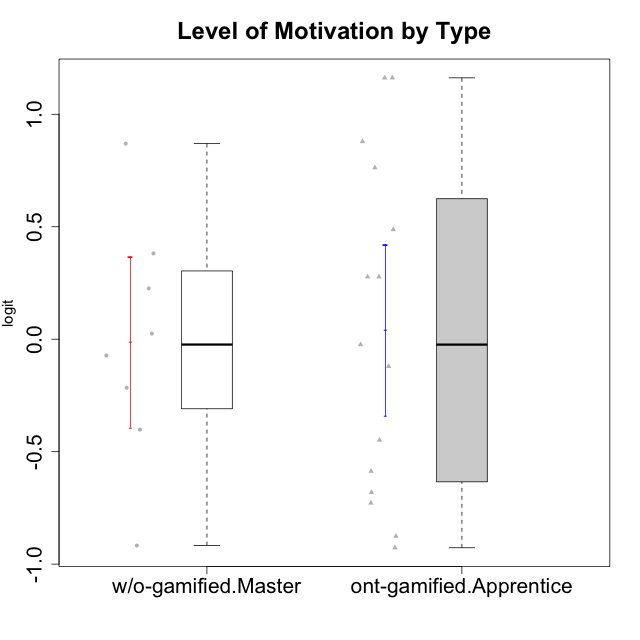 Level of Motivation by Type
logit
1.0
0.5
0.0
-0.5
-1.0
w/o-gamified.Master
ont-gamified.Apprentice